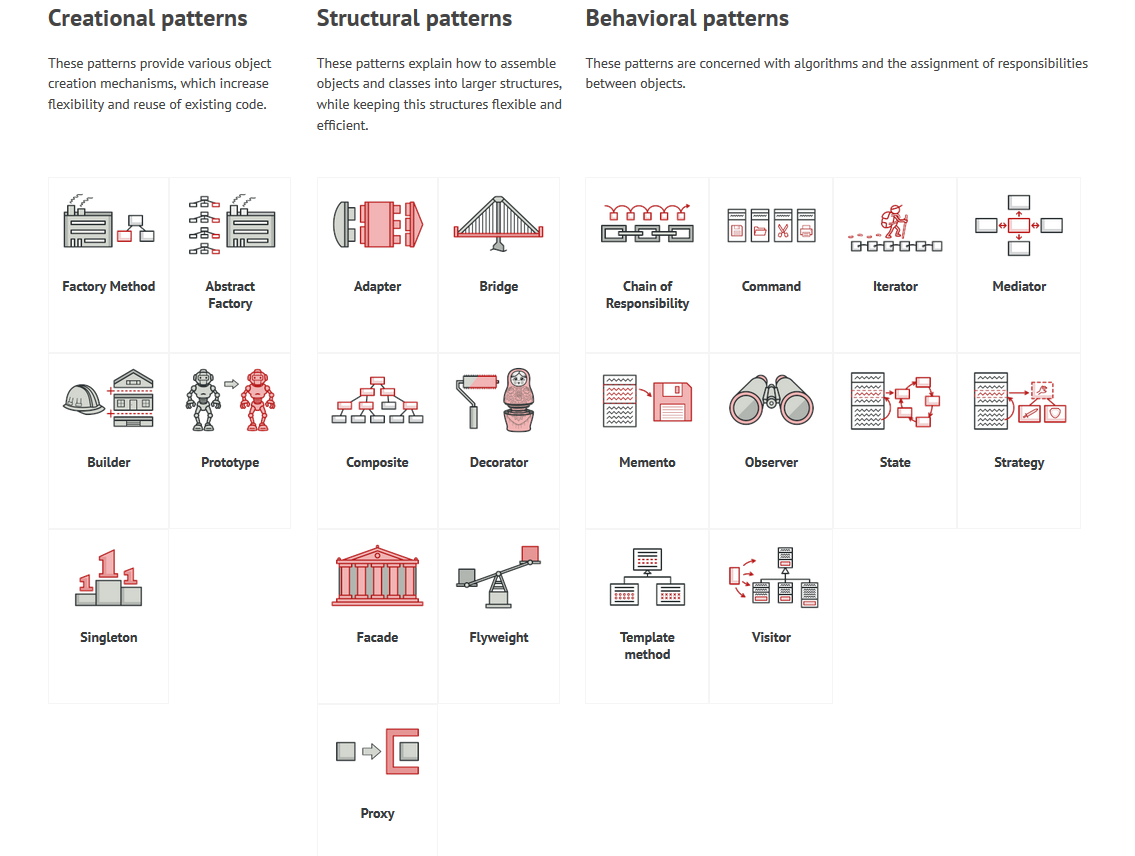 Creational patterns
These patterns provide various object
creation mechanisms, which increase
flexibility and reuse of existing code.
Factory Method
Abstract
Factory
Builder
Prototype
Singleton
Structural patterns
These patterns explain how to assemble
objects and classes into larger structures,
while keeping this structures flexible and
efficient.
Adapter
Bridge
Composite
Decorator
Facade
Flyweight
Proxy
Behavioral patterns
These patterns are concerned with algorithms and the assignment of responsibilities
between objects.
Chain of
Responsibility
Command
Iterator
Mediator
Memento
Observer
State
Strategy
Template
method
Visitor